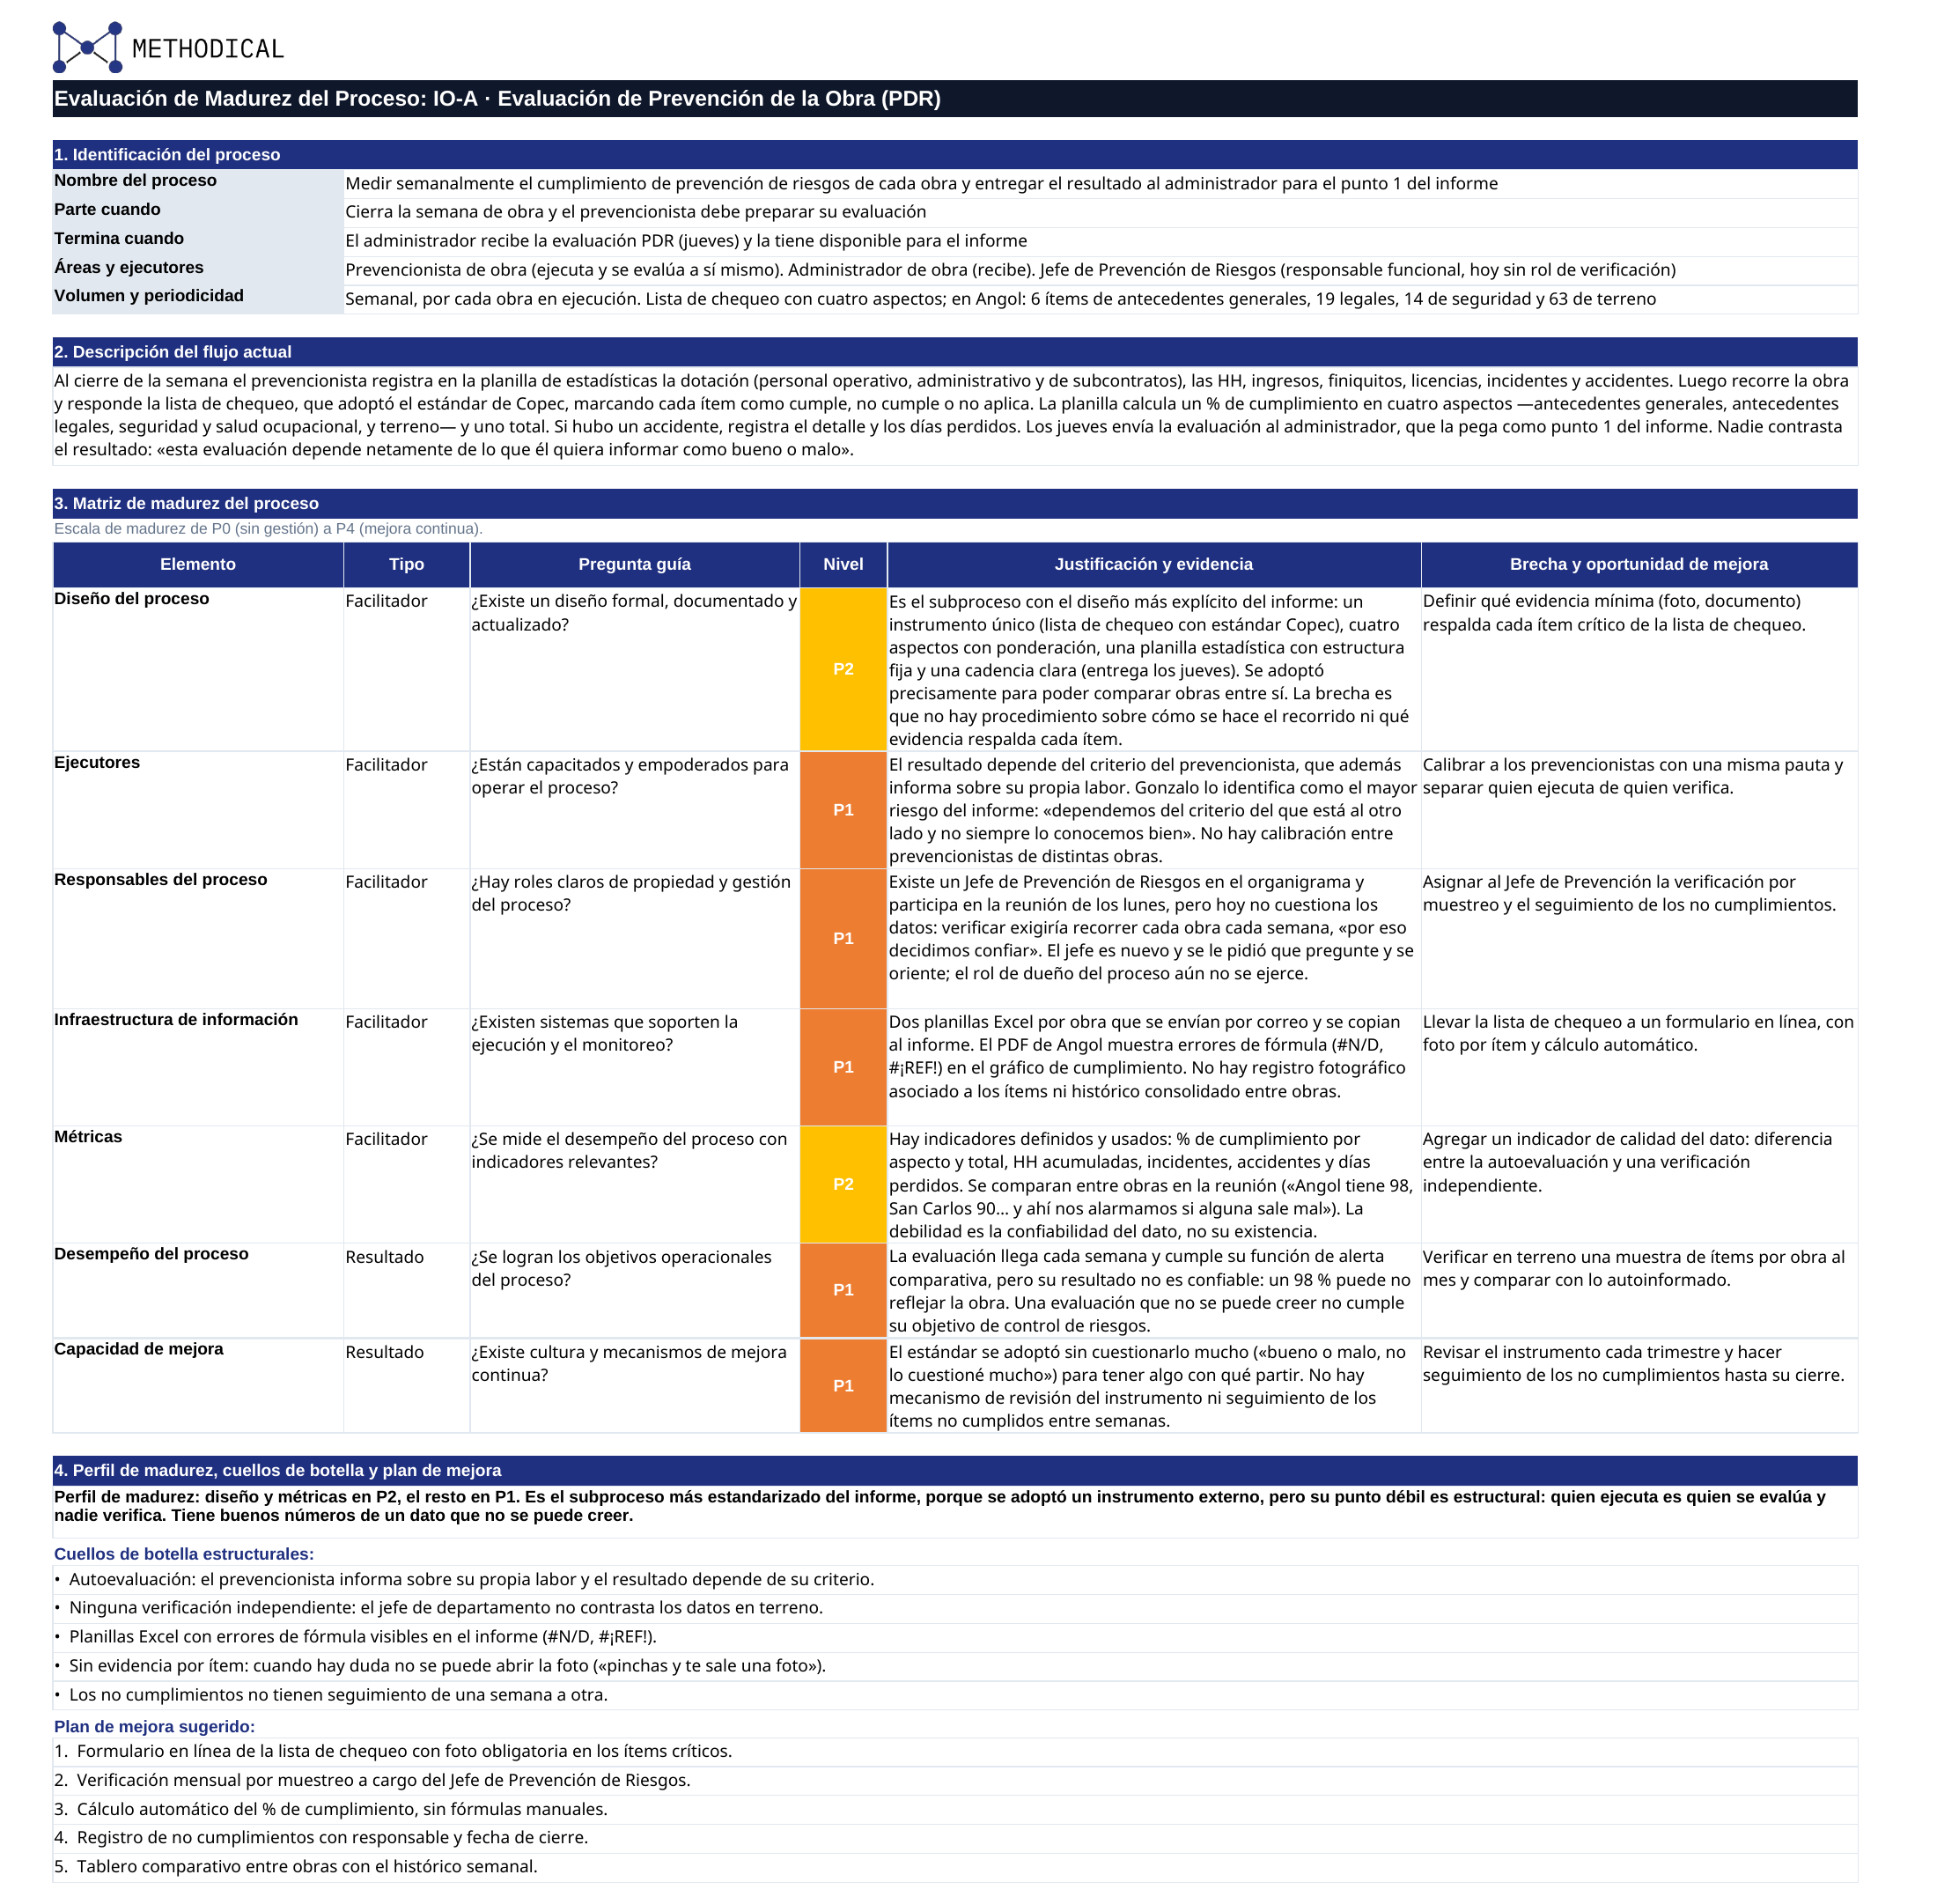 METHODICAL
Evaluación de Madurez del Proceso: IO-A · Evaluación de Prevención de la Obra (PDR)
1. Identificación del proceso
Nombre del proceso
Medir semanalmente el cumplimiento de prevención de riesgos de cada obra y entregar el resultado al administrador para el punto 1 del informe
Parte cuando
Cierra la semana de obra y el prevencionista debe preparar su evaluación
Termina cuando
El administrador recibe la evaluación PDR (jueves) y la tiene disponible para el informe
Áreas y ejecutores
Prevencionista de obra (ejecuta y se evalúa a sí mismo). Administrador de obra (recibe). Jefe de Prevención de Riesgos (responsable funcional, hoy sin rol de verificación)
Volumen y periodicidad
Semanal, por cada obra en ejecución. Lista de chequeo con cuatro aspectos; en Angol: 6 ítems de antecedentes generales, 19 legales, 14 de seguridad y 63 de terreno
2. Descripción del flujo actual
Al cierre de la semana el prevencionista registra en la planilla de estadísticas la dotación (personal operativo, administrativo y de subcontratos), las HH, ingresos, finiquitos, licencias, incidentes y accidentes. Luego recorre la obra
y responde la lista de chequeo, que adoptó el estándar de Copec, marcando cada ítem como cumple, no cumple o no aplica. La planilla calcula un % de cumplimiento en cuatro aspectos —antecedentes generales, antecedentes
legales, seguridad y salud ocupacional, y terreno— y uno total. Si hubo un accidente, registra el detalle y los días perdidos. Los jueves envía la evaluación al administrador, que la pega como punto 1 del informe. Nadie contrasta
el resultado: «esta evaluación depende netamente de lo que él quiera informar como bueno o malo».
3. Matriz de madurez del proceso
Escala de madurez de P0 (sin gestión) a P4 (mejora continua).
Elemento
Tipo
Pregunta guía
Nivel
Justificación y evidencia
Brecha y oportunidad de mejora
Diseño del proceso
Facilitador
¿Existe un diseño formal, documentado y
actualizado?
P2
Es el subproceso con el diseño más explícito del informe: un
instrumento único (lista de chequeo con estándar Copec), cuatro
aspectos con ponderación, una planilla estadística con estructura
fija y una cadencia clara (entrega los jueves). Se adoptó
precisamente para poder comparar obras entre sí. La brecha es
que no hay procedimiento sobre cómo se hace el recorrido ni qué
evidencia respalda cada ítem.
Definir qué evidencia mínima (foto, documento)
respalda cada ítem crítico de la lista de chequeo.
Ejecutores
Facilitador
¿Están capacitados y empoderados para
operar el proceso?
P1
El resultado depende del criterio del prevencionista, que además
informa sobre su propia labor. Gonzalo lo identifica como el mayor
riesgo del informe: «dependemos del criterio del que está al otro
lado y no siempre lo conocemos bien». No hay calibración entre
prevencionistas de distintas obras.
Calibrar a los prevencionistas con una misma pauta y
separar quien ejecuta de quien verifica.
Responsables del proceso
Facilitador
¿Hay roles claros de propiedad y gestión
del proceso?
P1
Existe un Jefe de Prevención de Riesgos en el organigrama y
participa en la reunión de los lunes, pero hoy no cuestiona los
datos: verificar exigiría recorrer cada obra cada semana, «por eso
decidimos confiar». El jefe es nuevo y se le pidió que pregunte y se
oriente; el rol de dueño del proceso aún no se ejerce.
Asignar al Jefe de Prevención la verificación por
muestreo y el seguimiento de los no cumplimientos.
Infraestructura de información
Facilitador
¿Existen sistemas que soporten la
ejecución y el monitoreo?
P1
Dos planillas Excel por obra que se envían por correo y se copian
al informe. El PDF de Angol muestra errores de fórmula (#N/D,
#¡REF!) en el gráfico de cumplimiento. No hay registro fotográfico
asociado a los ítems ni histórico consolidado entre obras.
Llevar la lista de chequeo a un formulario en línea, con
foto por ítem y cálculo automático.
Métricas
Facilitador
¿Se mide el desempeño del proceso con
indicadores relevantes?
P2
Hay indicadores definidos y usados: % de cumplimiento por
aspecto y total, HH acumuladas, incidentes, accidentes y días
perdidos. Se comparan entre obras en la reunión («Angol tiene 98,
San Carlos 90… y ahí nos alarmamos si alguna sale mal»). La
debilidad es la confiabilidad del dato, no su existencia.
Agregar un indicador de calidad del dato: diferencia
entre la autoevaluación y una verificación
independiente.
Desempeño del proceso
Resultado
¿Se logran los objetivos operacionales
del proceso?
P1
La evaluación llega cada semana y cumple su función de alerta
comparativa, pero su resultado no es confiable: un 98 % puede no
reflejar la obra. Una evaluación que no se puede creer no cumple
su objetivo de control de riesgos.
Verificar en terreno una muestra de ítems por obra al
mes y comparar con lo autoinformado.
Capacidad de mejora
Resultado
¿Existe cultura y mecanismos de mejora
continua?
P1
El estándar se adoptó sin cuestionarlo mucho («bueno o malo, no
lo cuestioné mucho») para tener algo con qué partir. No hay
mecanismo de revisión del instrumento ni seguimiento de los
ítems no cumplidos entre semanas.
Revisar el instrumento cada trimestre y hacer
seguimiento de los no cumplimientos hasta su cierre.
4. Perfil de madurez, cuellos de botella y plan de mejora
Perfil de madurez: diseño y métricas en P2, el resto en P1. Es el subproceso más estandarizado del informe, porque se adoptó un instrumento externo, pero su punto débil es estructural: quien ejecuta es quien se evalúa y
nadie verifica. Tiene buenos números de un dato que no se puede creer.
Cuellos de botella estructurales:
• Autoevaluación: el prevencionista informa sobre su propia labor y el resultado depende de su criterio.
• Ninguna verificación independiente: el jefe de departamento no contrasta los datos en terreno.
• Planillas Excel con errores de fórmula visibles en el informe (#N/D, #¡REF!).
• Sin evidencia por ítem: cuando hay duda no se puede abrir la foto («pinchas y te sale una foto»).
• Los no cumplimientos no tienen seguimiento de una semana a otra.
Plan de mejora sugerido:
1. Formulario en línea de la lista de chequeo con foto obligatoria en los ítems críticos.
2. Verificación mensual por muestreo a cargo del Jefe de Prevención de Riesgos.
3. Cálculo automático del % de cumplimiento, sin fórmulas manuales.
4. Registro de no cumplimientos con responsable y fecha de cierre.
5. Tablero comparativo entre obras con el histórico semanal.